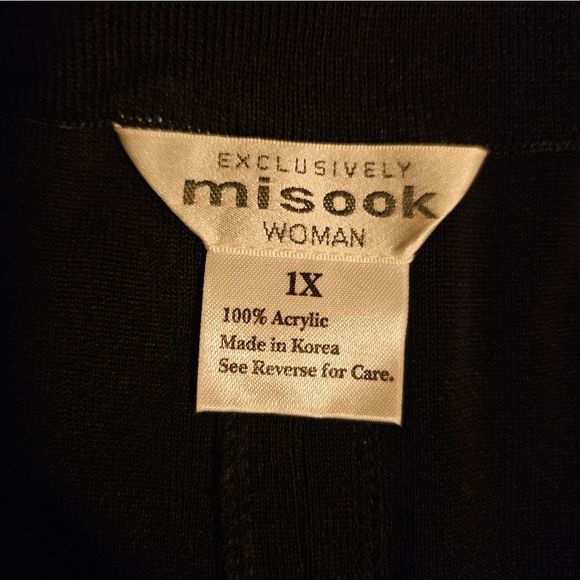 EXCLUSIVELY
misook
WOMAN
1X
100% Acrylic
Made in Korea
See Reverse for Care.